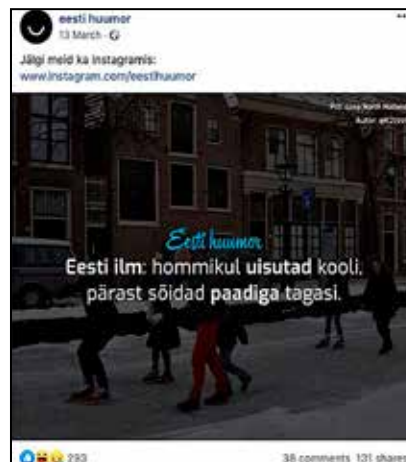 eesti huumor
13 March
Jälgi meid ka Instagramis:
www.instagram.com/eestihuumor
Eesti huumor
Eesti ilm: hommikul uisutad kooli,
pärast sõidad paadiga tagasi.
293
38 comments 131 shares